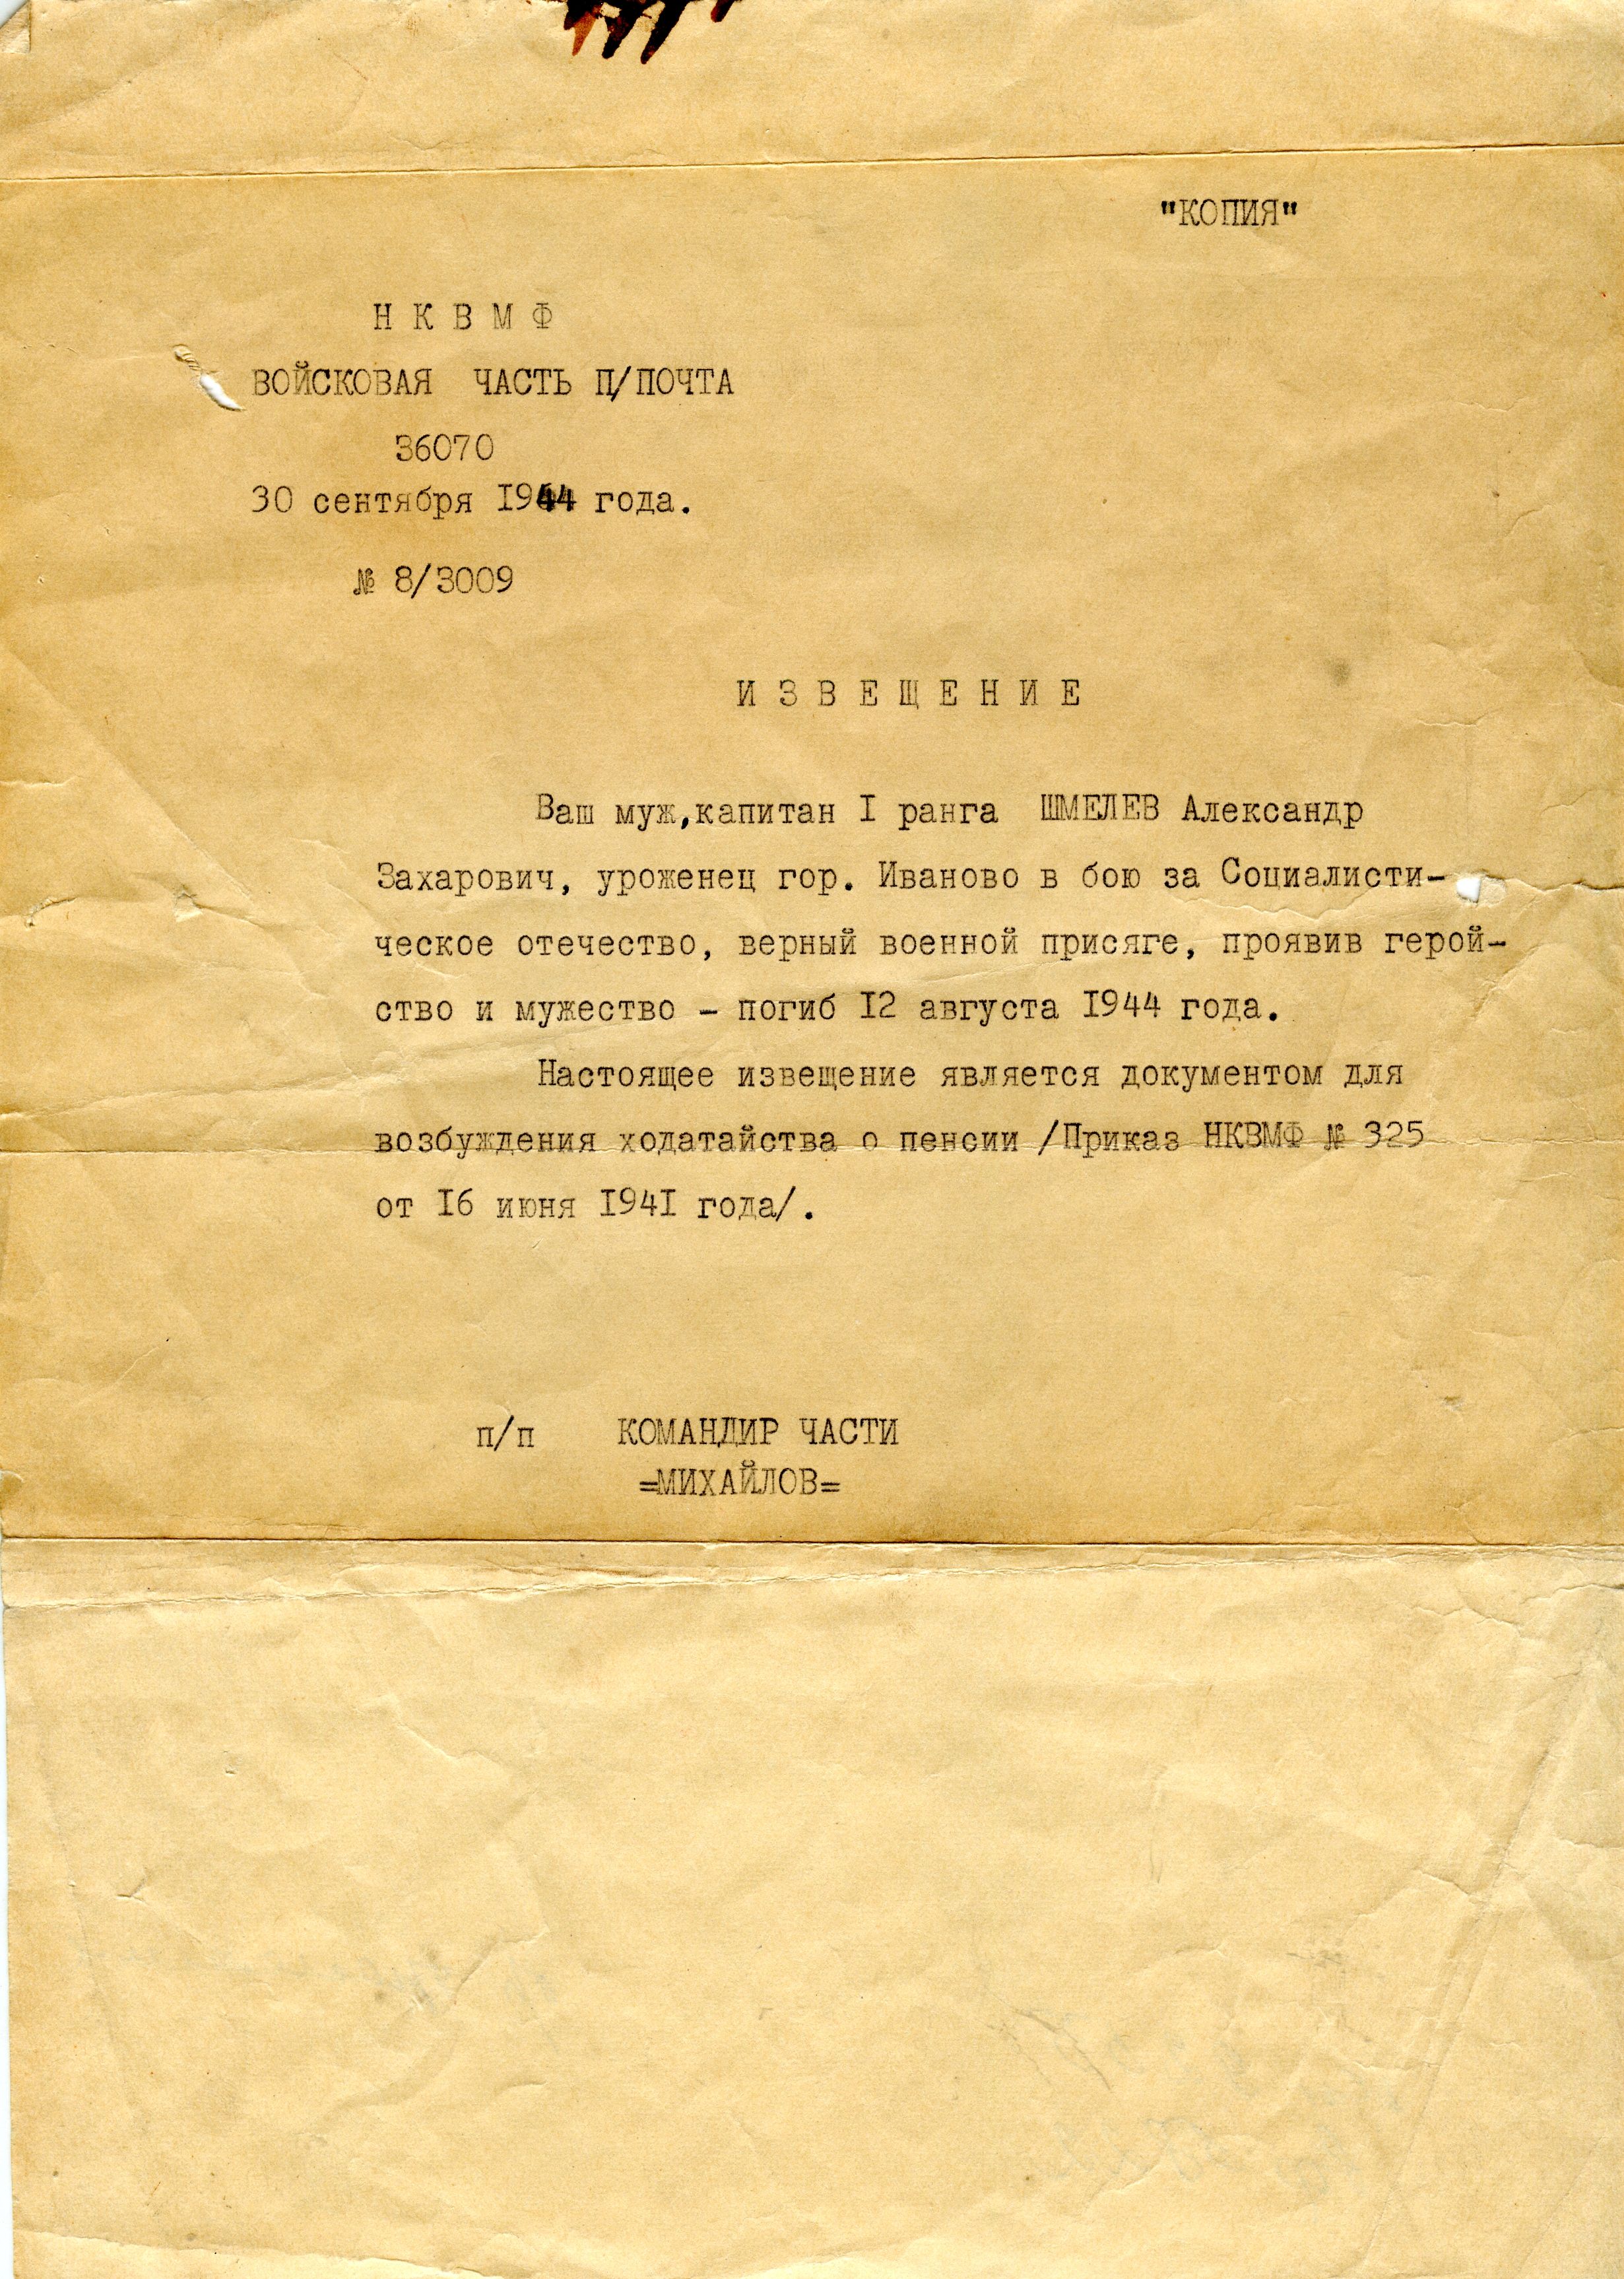 "КОПИЯ"
Н К В М Ф
ВОЙСКОВАЯ ЧАСТЬ П/ПОЧТА
36070
30 сентября 1944 года.
№ 8/3009
И З В Е Щ Е Н И Е
Ваш муж,капитан I ранга ШМЕЛЕВ Александр
Захарович, уроженец гор. Иваново в бою за Социалисти-
ческое отечество, верный военной присяге, проявив герой-
ство и мужество - погиб I2 августа I944 года.
Настоящее извещение является документом для
возбуждения ходатайства о пенсии /Приказ НКВМФ № 325
от I6 июня I94I года/.
п/п КОМАНДИР ЧАСТИ
=МИХАЙЛОВ=